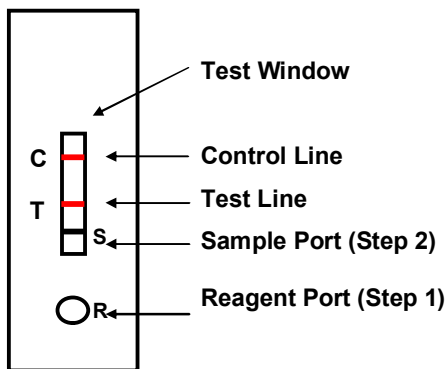 Test Window
C
Control Line
T
Test Line
S
Sample Port (Step 2)
R
Reagent Port (Step 1)